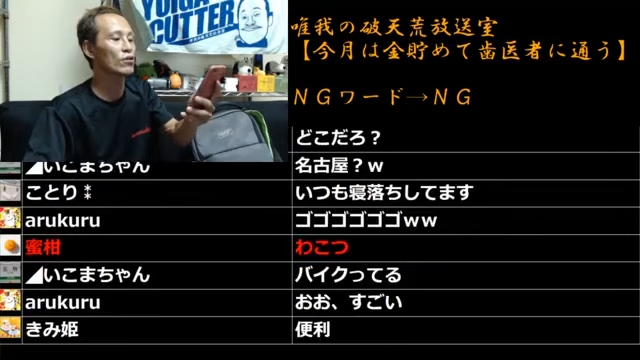 YUIGA
CUTTER
唯我の破天荒放送室
【今月は金貯めて歯医者に通う】
ＮＧワード→ＮＧ
どこだろ？
◢いこまちゃん 名古屋？ｗ
ことり⁑ いつも寝落ちしてます
arukuru ゴゴゴゴゴゴｗｗ
蜜柑 わこつ
◢いこまちゃん バイクってる
arukuru おお、すごい
きみ姫 便利